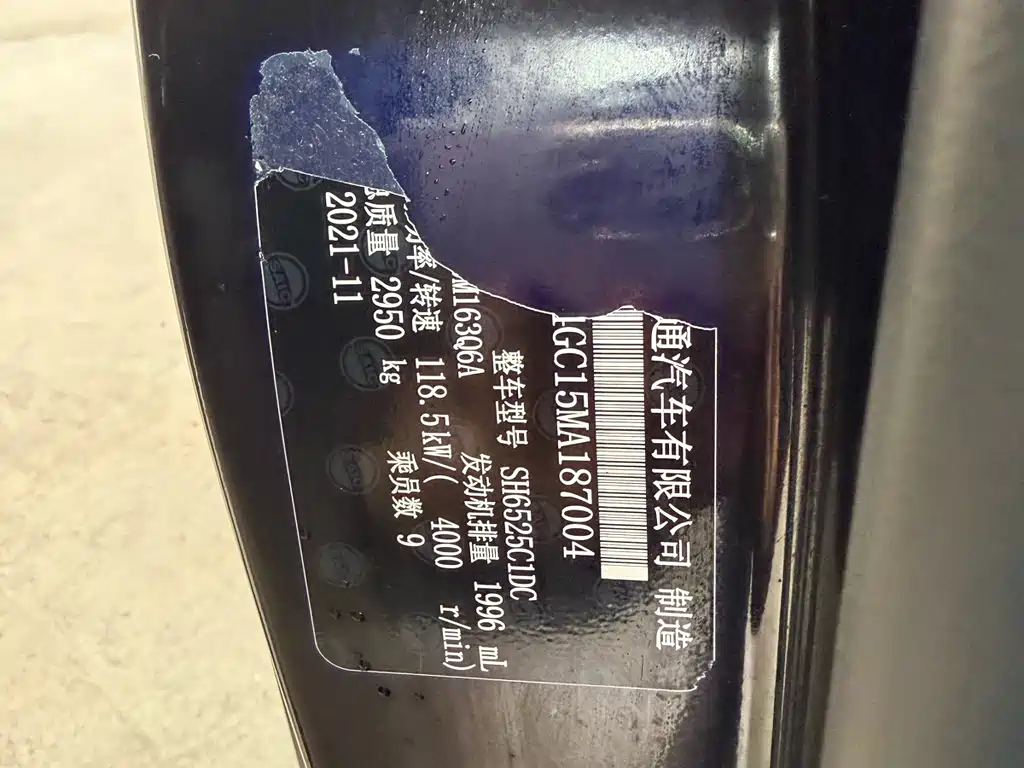 通汽车有限公司 制造
GC15MA187004
整车型号 SH6525C1DC
M163Q6A 发动机排量 1996 mL
率/转速 118.5kW/( 4000 r/min)
质量 2950 kg 乘员数 9
2021-11